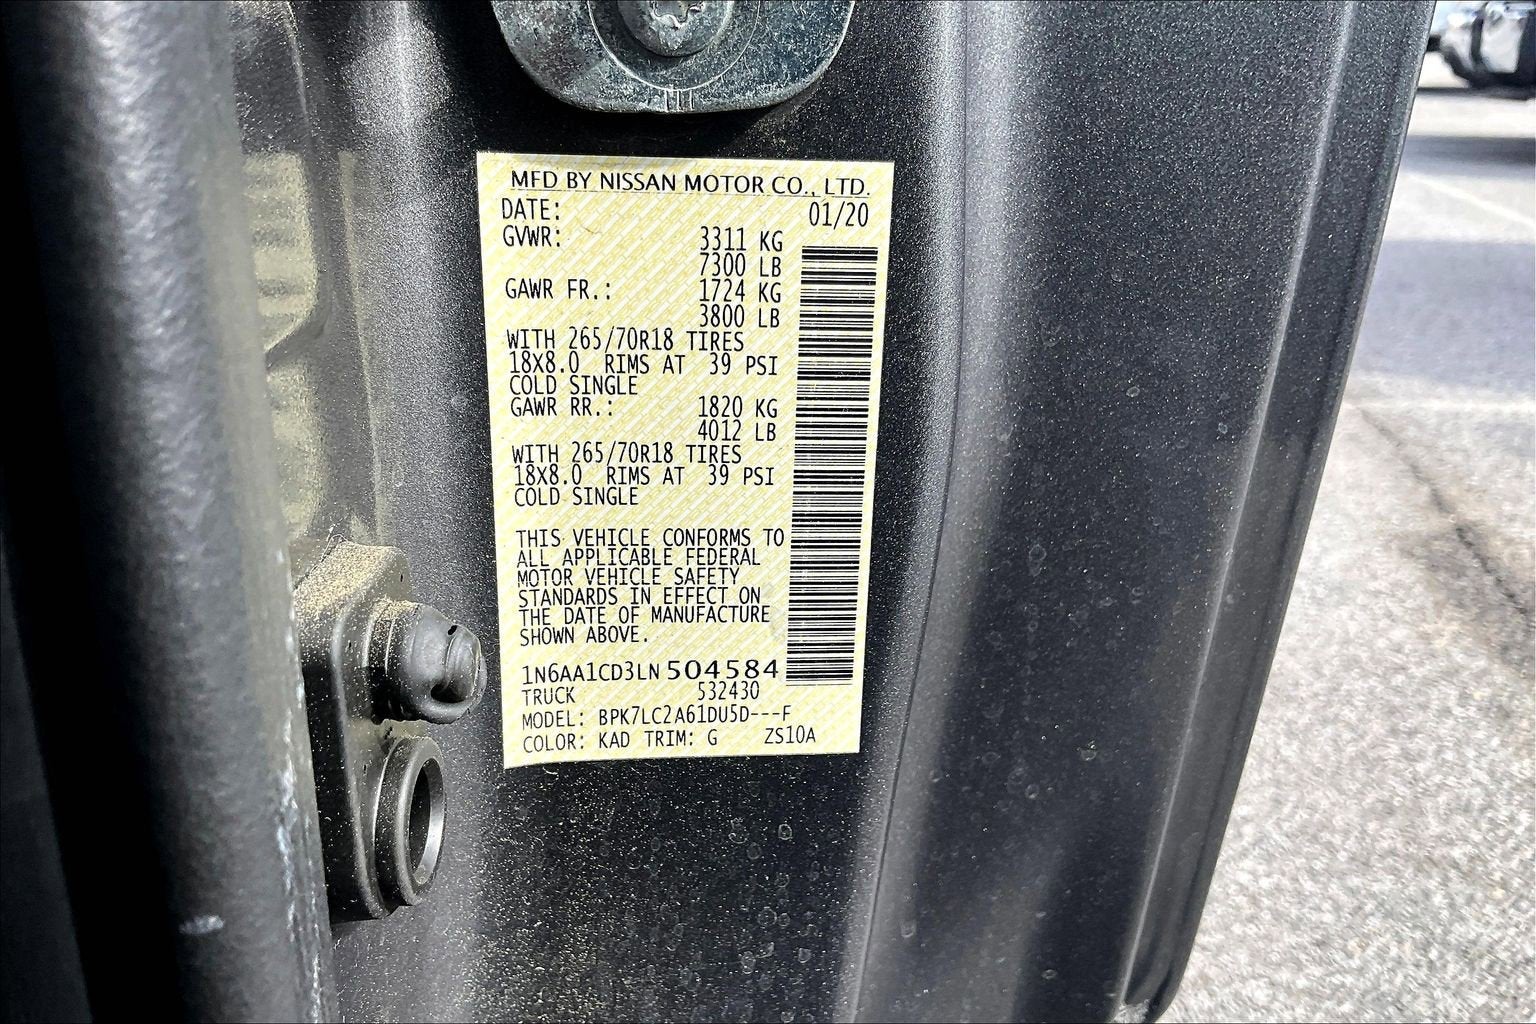 MFD BY NISSAN MOTOR CO., LTD.
DATE: 01/20
GVWR: 3311 KG
7300 LB
GAWR FR.: 1724 KG
3800 LB
WITH 265/70R18 TIRES
18X8.0 RIMS AT 39 PSI
COLD SINGLE
GAWR RR.: 1820 KG
4012 LB
WITH 265/70R18 TIRES
18X8.0 RIMS AT 39 PSI
COLD SINGLE
THIS VEHICLE CONFORMS TO
ALL APPLICABLE FEDERAL
MOTOR VEHICLE SAFETY
STANDARDS IN EFFECT ON
THE DATE OF MANUFACTURE
SHOWN ABOVE.
1N6AA1CD3LN504584
TRUCK 532430
MODEL: BPK7LC2A61DU5D---F
COLOR: KAD TRIM: G ZS10A